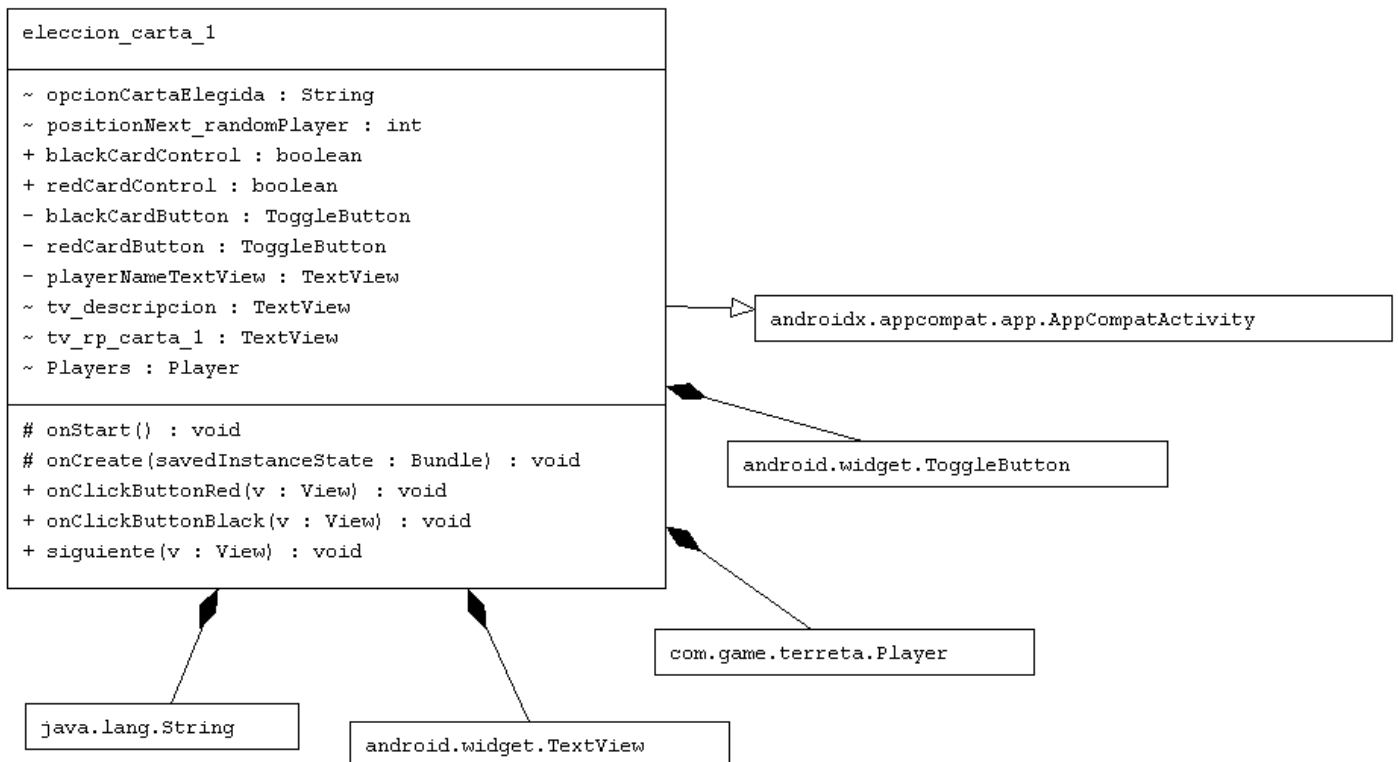 eleccion_carta_1
~ opcionCartaElegida : String
~ positionNext_randomPlayer : int
+ blackCardControl : boolean
+ redCardControl : boolean
- blackCardButton : ToggleButton
- redCardButton : ToggleButton
- playerNameTextView : TextView
~ tv_descripcion : TextView
~ tv_rp_carta_1 : TextView
~ Players : Player
# onStart() : void
# onCreate(savedInstanceState : Bundle) : void
+ onClickButtonRed(v : View) : void
+ onClickButtonBlack(v : View) : void
+ siguiente(v : View) : void
androidx.appcompat.app.AppCompatActivity
android.widget.ToggleButton
com.game.terreta.Player
java.lang.String
android.widget.TextView